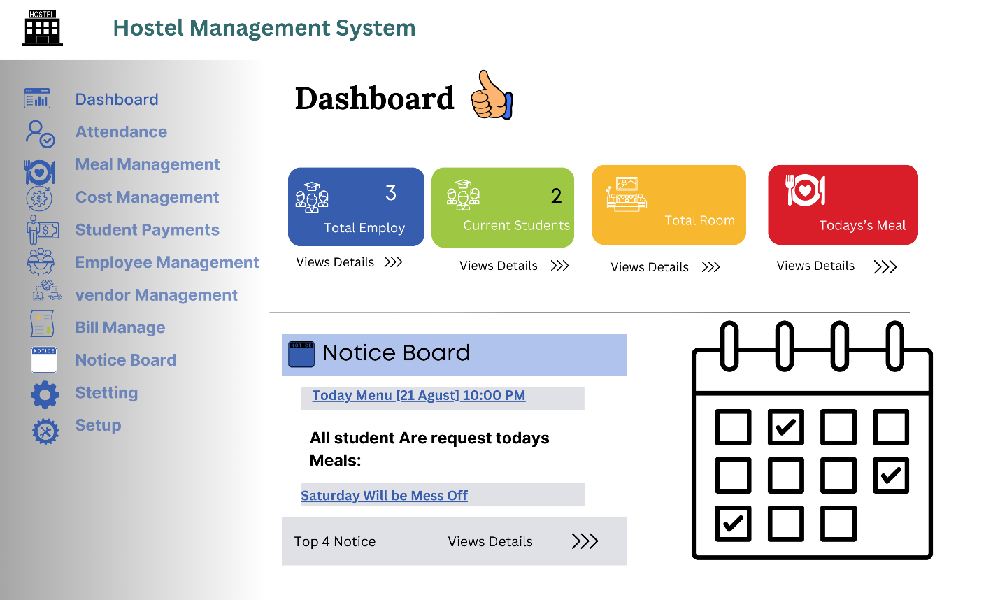 HOSTEL
Hostel Management System
Dashboard
Attendance
Meal Management
Cost Management
Student Payments
Employee Management
vendor Management
Bill Manage
NOTICE
Notice Board
Stetting
Setup
Dashboard
3
Total Employ
Views Details
2
Current Students
Views Details
Total Room
Views Details
Todays's Meal
Views Details
NOTICE
Notice Board
Today Menu [21 Agust] 10:00 PM
All student Are request todays
Meals:
Saturday Will be Mess Off
Top 4 Notice
Views Details